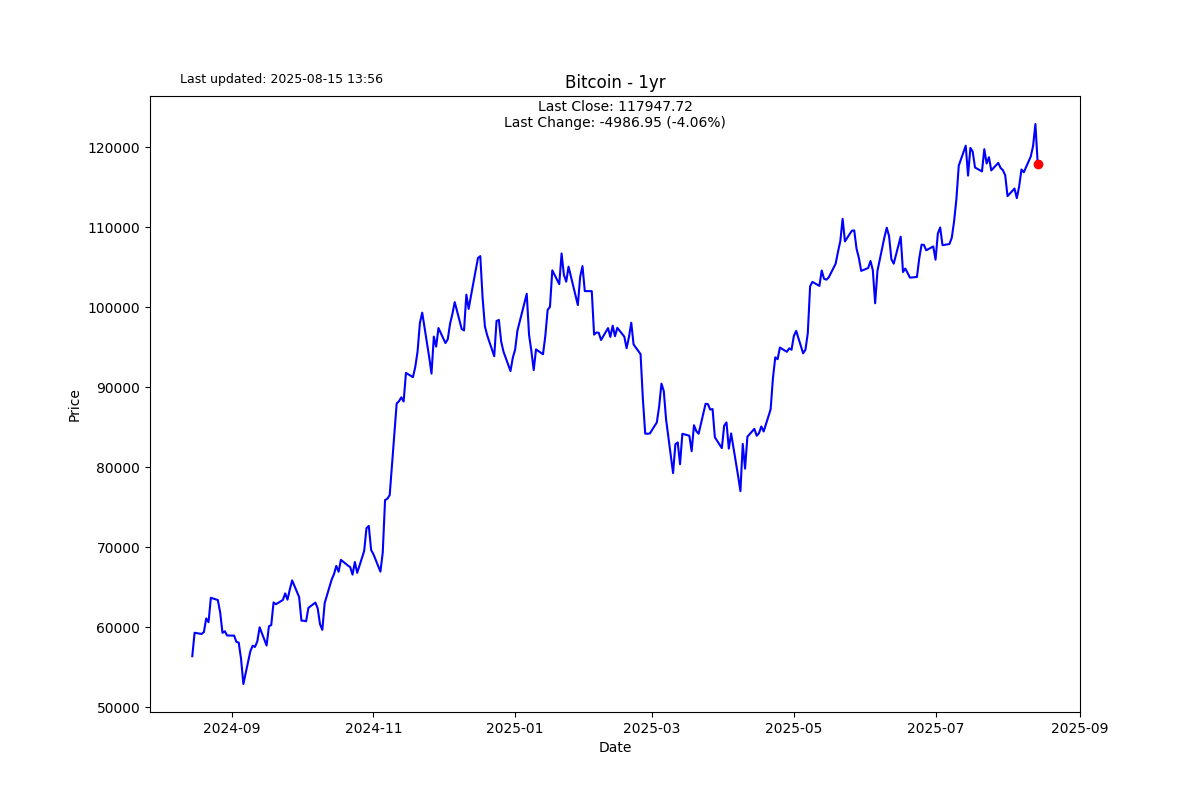 Last updated: 2025-08-15 13:56
Bitcoin - 1yr
Last Close: 117947.72
Last Change: -4986.95 (-4.06%)
120000
110000
100000
90000
80000
70000
60000
50000
Price
2024-09
2024-11
2025-01
2025-03
2025-05
2025-07
2025-09
Date